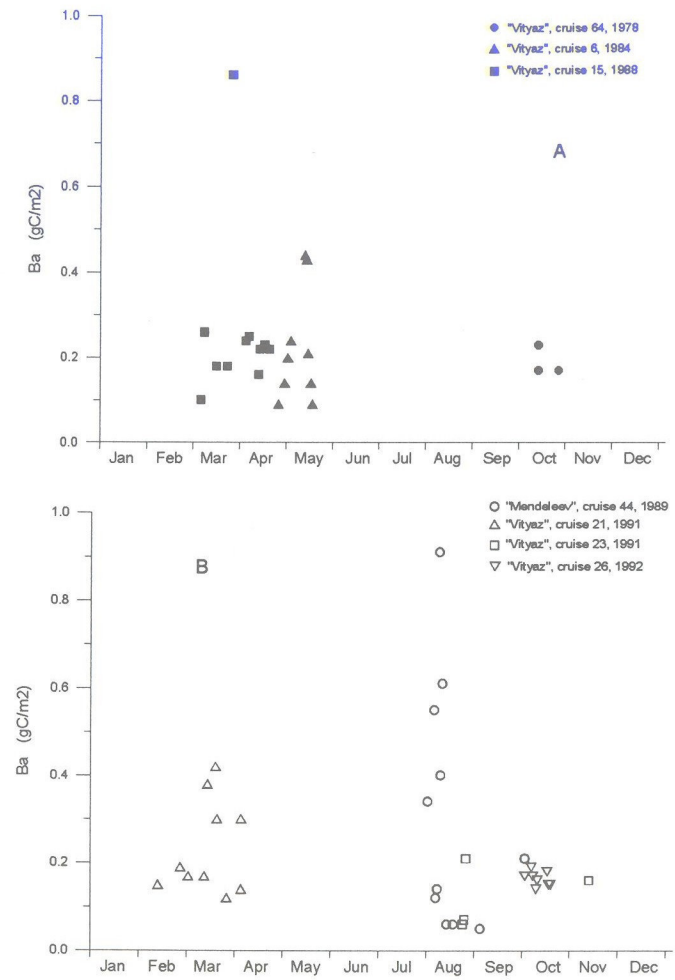 1.0
"Vityaz", cruise 64, 1978
"Vityaz", cruise 6, 1984
"Vityaz", cruise 15, 1988
0.8
A
0.6
Ba (gC/m2)
0.4
0.2
0.0
Jan Feb Mar Apr May Jun Jul Aug Sep Oct Nov Dec
1.0
"Mendeleev", cruise 44, 1989
"Vityaz", cruise 21, 1991
"Vityaz", cruise 23, 1991
"Vityaz", cruise 26, 1992
B
0.8
0.6
Ba (gC/m2)
0.4
0.2
0.0
Jan Feb Mar Apr May Jun Jul Aug Sep Oct Nov Dec